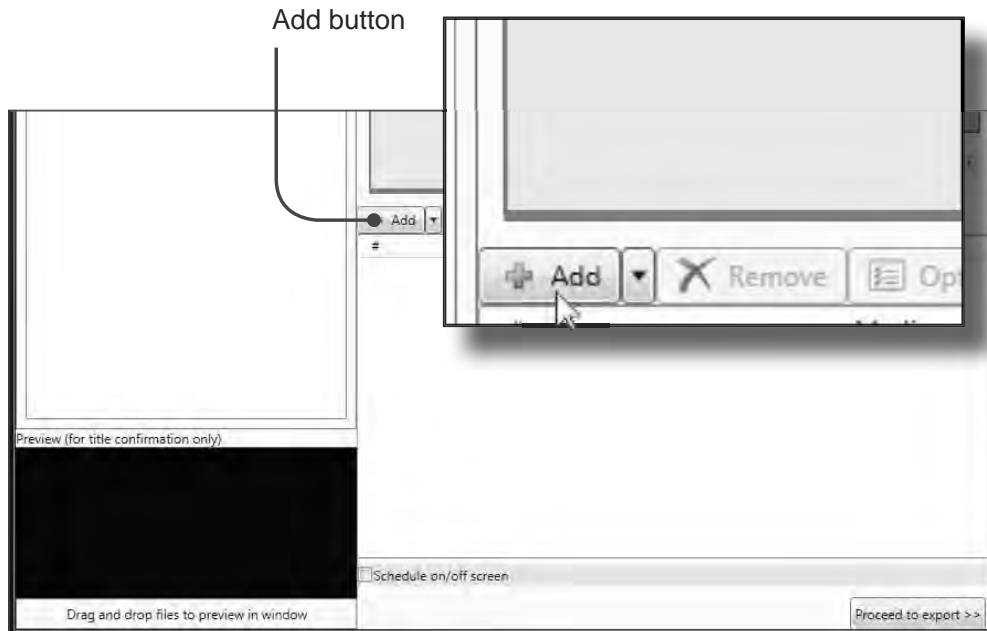 Add button
Add
#
Add
Remove
Preview (for title confirmation only)
Schedule on/off screen
Drag and drop files to preview in window
Proceed to export >>